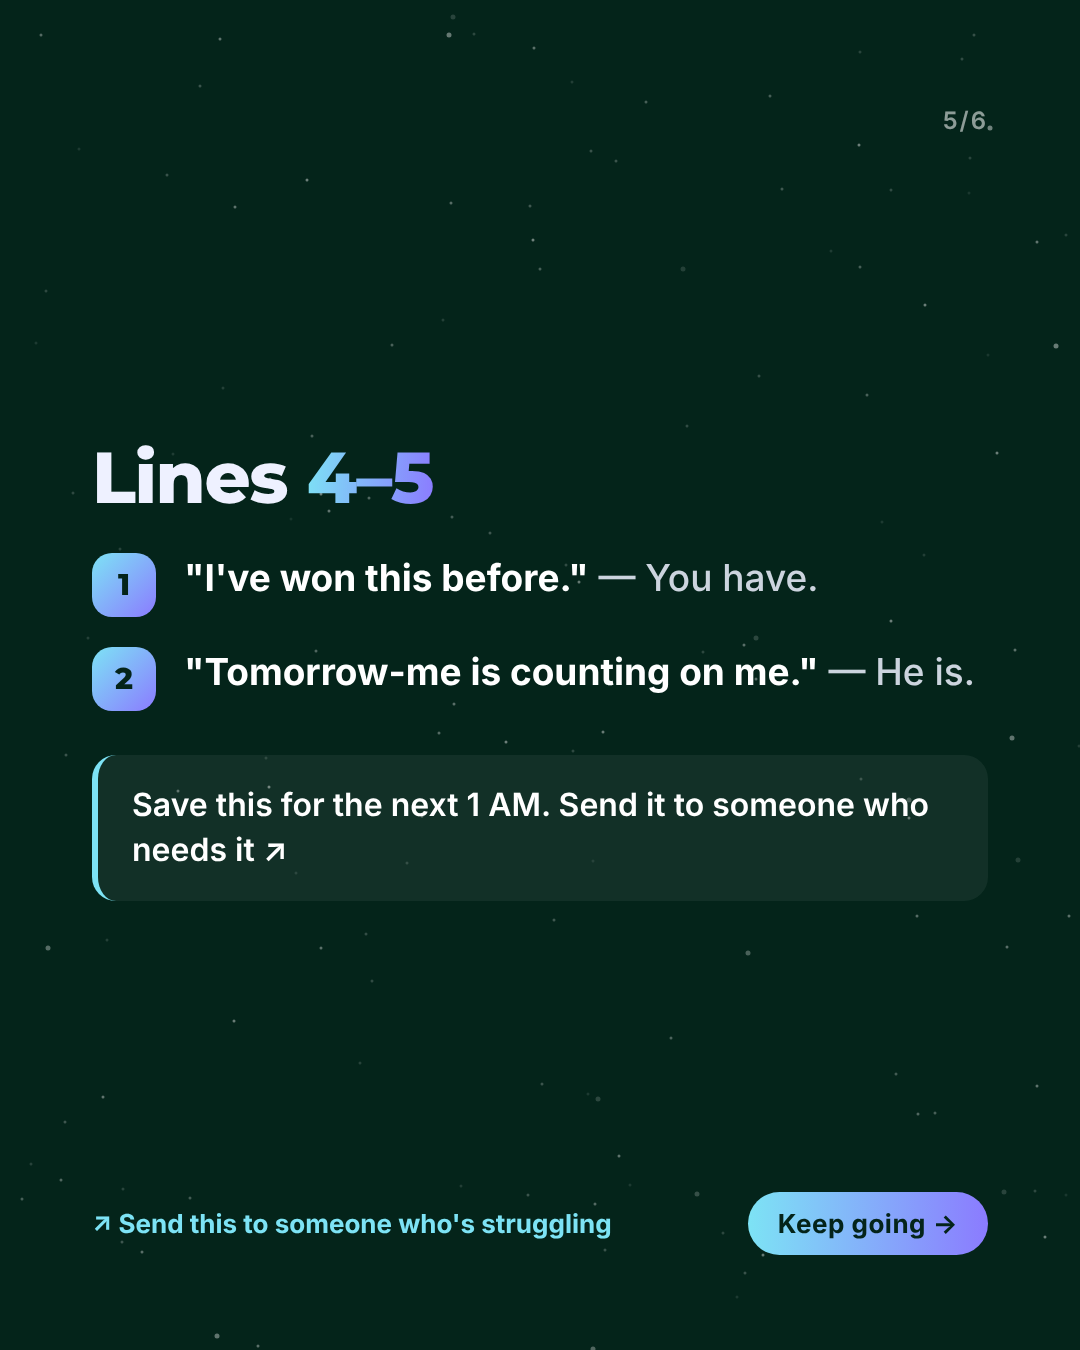 5/6
Lines 4–5
1 "I've won this before." — You have.
2 "Tomorrow-me is counting on me." — He is.
Save this for the next 1 AM. Send it to someone who
needs it ↗
↗ Send this to someone who's struggling
Keep going →